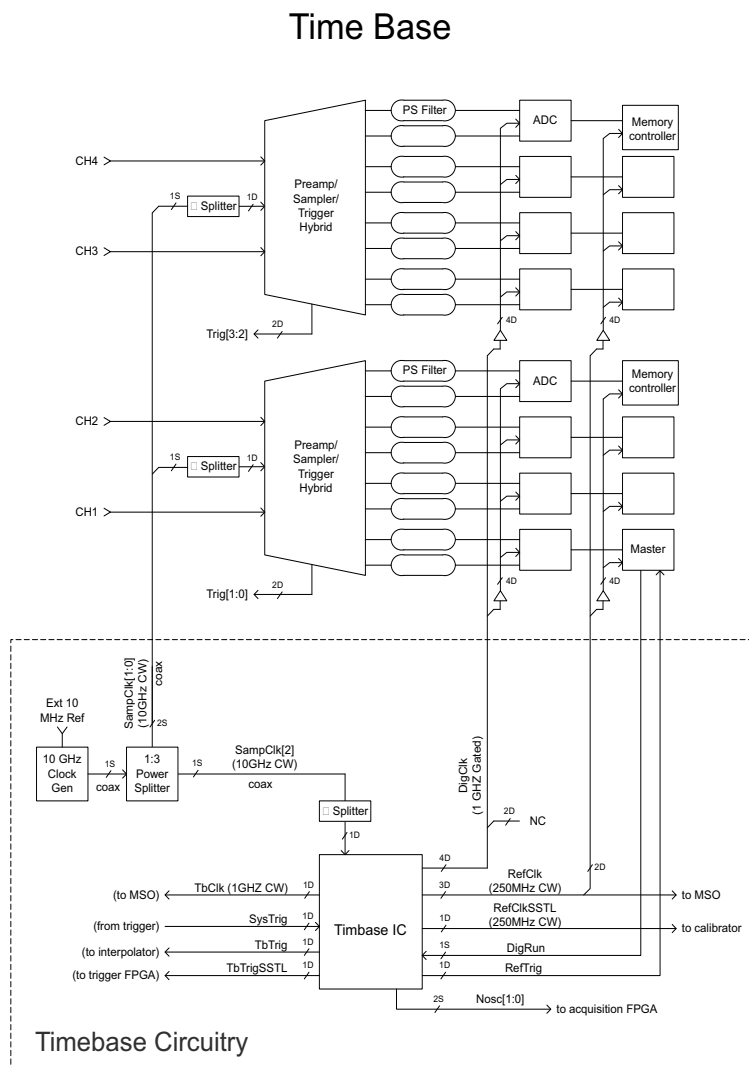 Time Base
PS Filter
ADC
Memory
controller
CH4
Preamp/
Sampler/
Trigger
Hybrid
1S
Splitter
1D
CH3
Trig[3:2]
2D
4D
4D
PS Filter
ADC
Memory
controller
CH2
Preamp/
Sampler/
Trigger
Hybrid
1S
Splitter
1D
CH1
Master
Trig[1:0]
2D
4D
4D
SampClk[1:0]
(10GHz CW)
coax
2S
Ext 10
MHz Ref
10 GHz
Clock
Gen
1S
coax
1:3
Power
Splitter
1S
SampClk[2]
(10GHz CW)
coax
Splitter
1D
DigClk
(1 GHZ Gated)
2D
NC
4D
2D
(to MSO)
TbClk (1GHZ CW)
1D
3D
RefClk
(250MHz CW)
to MSO
(from trigger)
SysTrig
1D
Timbase IC
1D
RefClkSSTL
(250MHz CW)
to calibrator
(to interpolator)
TbTrig
1D
1S
DigRun
(to trigger FPGA)
TbTrigSSTL
1D
1D
RefTrig
2S
Nosc[1:0]
to acquisition FPGA
Timebase Circuitry